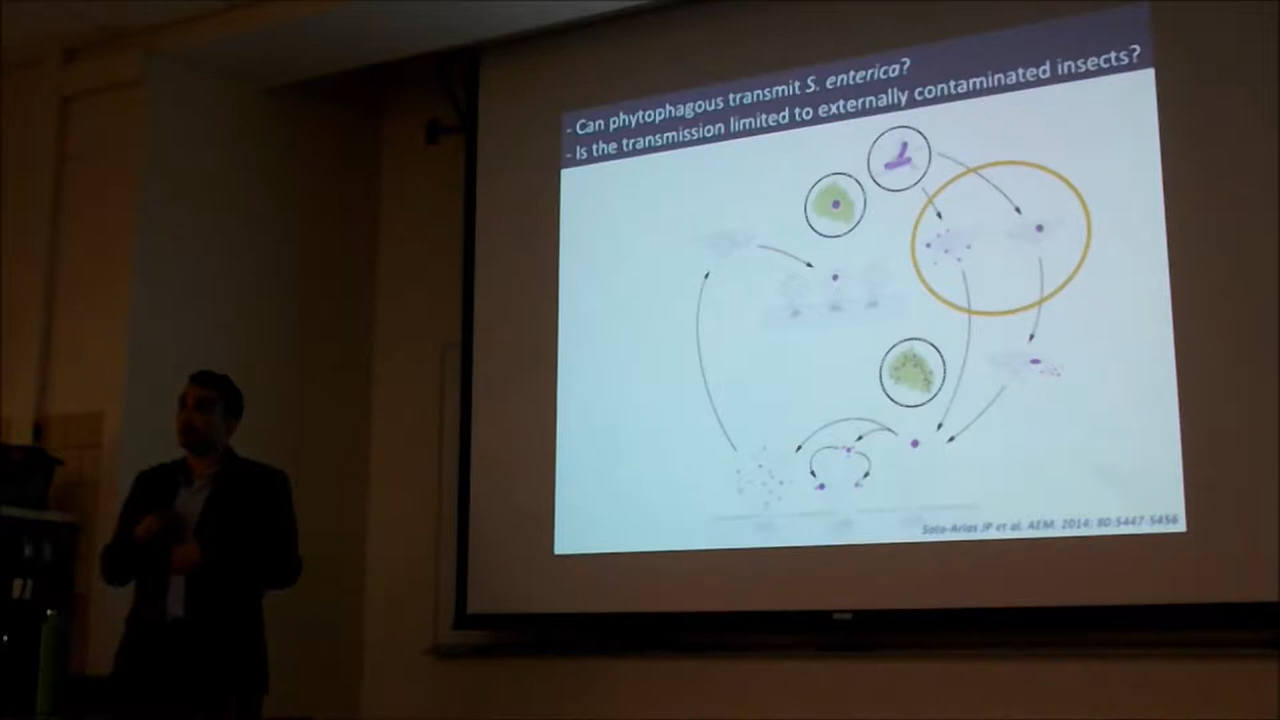 - Can phytophagous transmit S. enterica?
- Is the transmission limited to externally contaminated insects?
Soto-Arias JP et al. AEM. 2014; 80:5447-5456